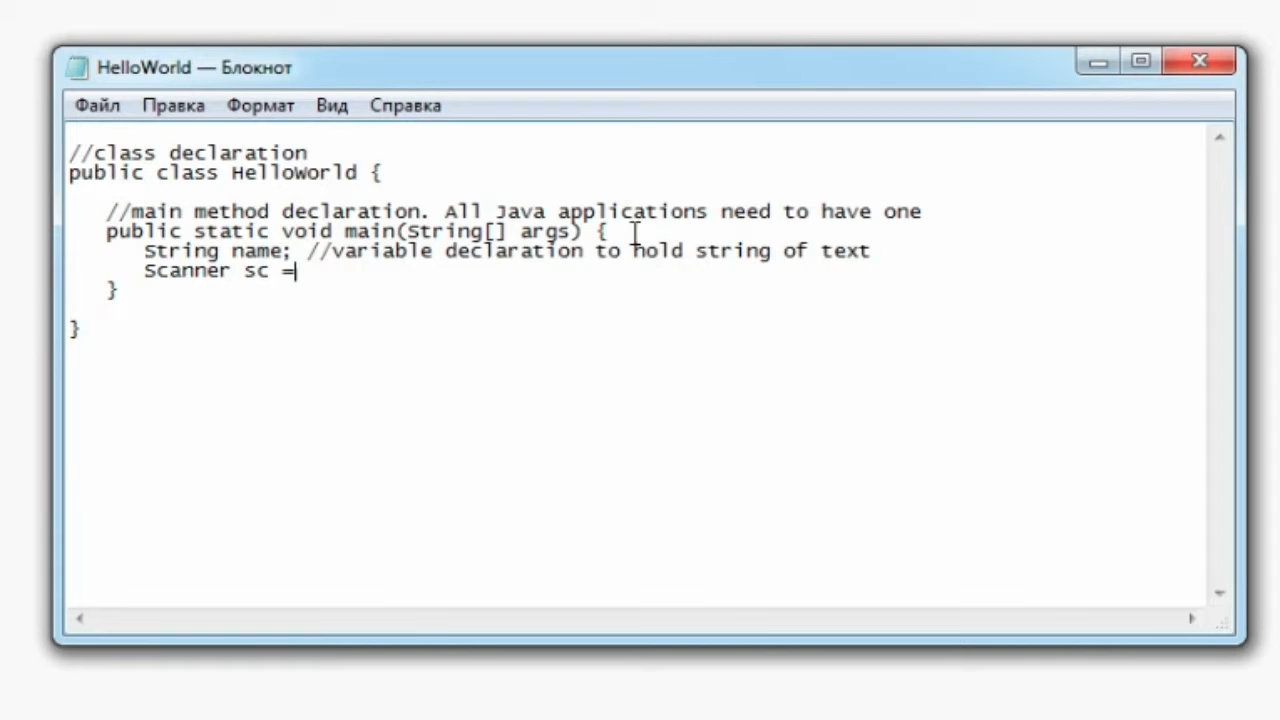 HelloWorld — Блокнот
Файл Правка Формат Вид Справка
//class declaration
public class HelloWorld {
//main method declaration. All Java applications need to have one
public static void main(String[] args) {
String name; //variable declaration to hold string of text
Scanner sc =
}
}